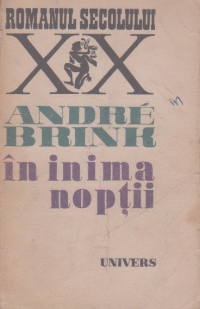 ROMANUL SECOLULUI
XX
ANDRÉ
BRINK
în inima
nopții
UNIVERS